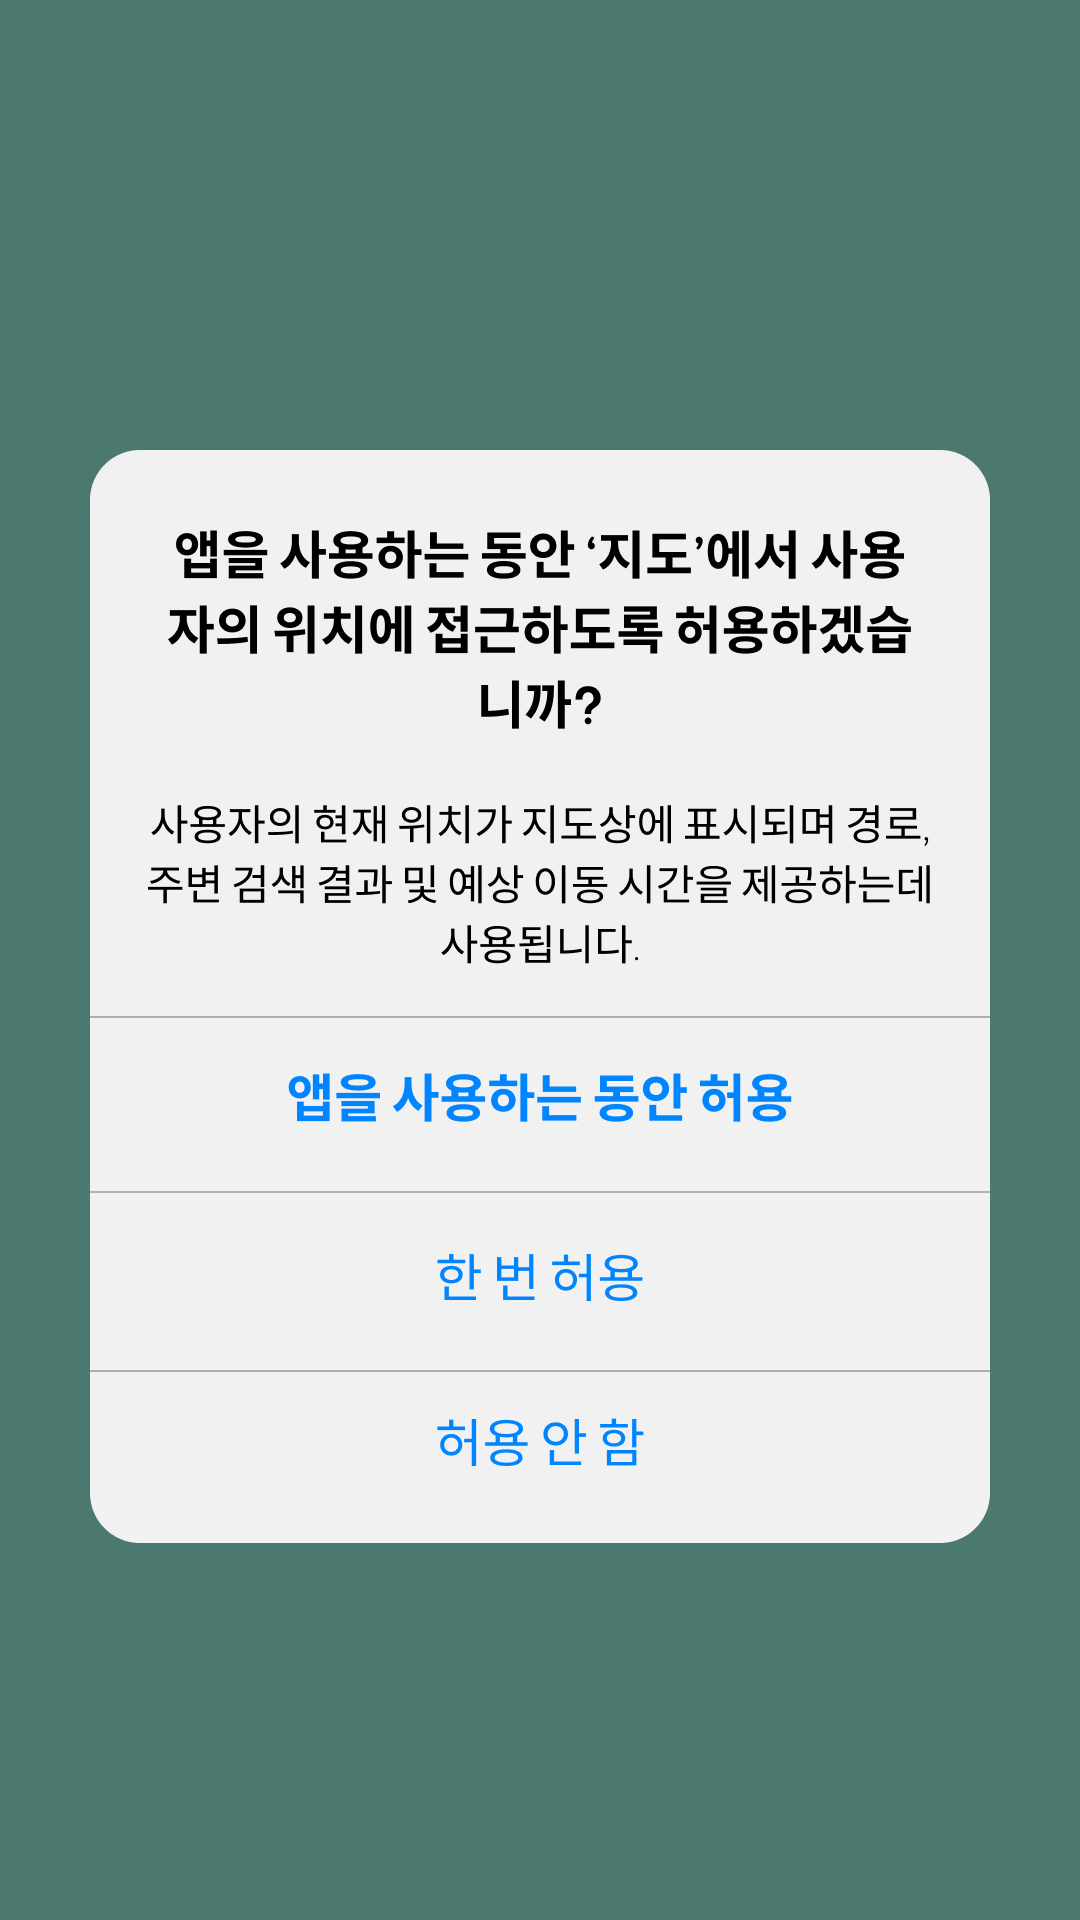 앱을 사용하는 동안 ‘지도’에서 사용
자의 위치에 접근하도록 허용하겠습
니까?
사용자의 현재 위치가 지도상에 표시되며 경로,
주변 검색 결과 및 예상 이동 시간을 제공하는데
사용됩니다.
앱을 사용하는 동안 허용
한 번 허용
허용 안 함